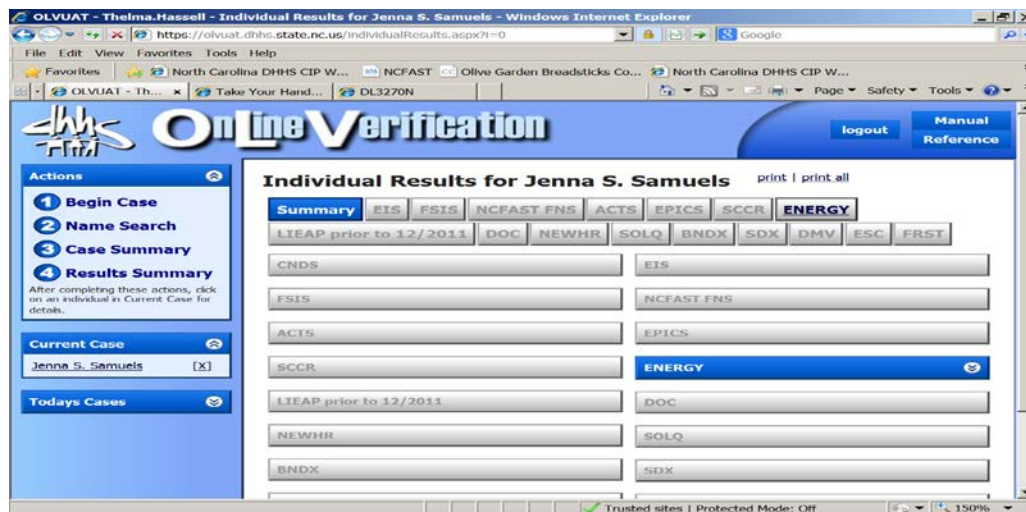 OLVUAT - Thelma.Hassell - Individual Results for Jenna S. Samuels - Windows Internet Explorer
https://olvuat.dhhs.state.nc.us/IndividualResults.aspx?I=0
Google
File Edit View Favorites Tools Help
Favorites North Carolina DHHS CIP W... NCFAST Olive Garden Breadsticks Co... North Carolina DHHS CIP W...
OLVUAT - Th... x Take Your Hand... DL3270N Page Safety Tools
dhhs OnLine Verification
logout
Manual
Reference
Actions
1 Begin Case
2 Name Search
3 Case Summary
4 Results Summary
After completing these actions, click
on an individual in Current Case for
details.
Current Case
Jenna S. Samuels [X]
Todays Cases
Individual Results for Jenna S. Samuels print | print all
Summary EIS FSIS NCFAST FNS ACTS EPICS SCCR ENERGY
LIEAP prior to 12/2011 DOC NEWHR SOLQ BNDX SDX DMV ESC FRST
CNDS EIS
FSIS NCFAST FNS
ACTS EPICS
SCCR ENERGY
LIEAP prior to 12/2011 DOC
NEWHR SOLQ
BNDX SDX
Trusted sites | Protected Mode: Off 150%